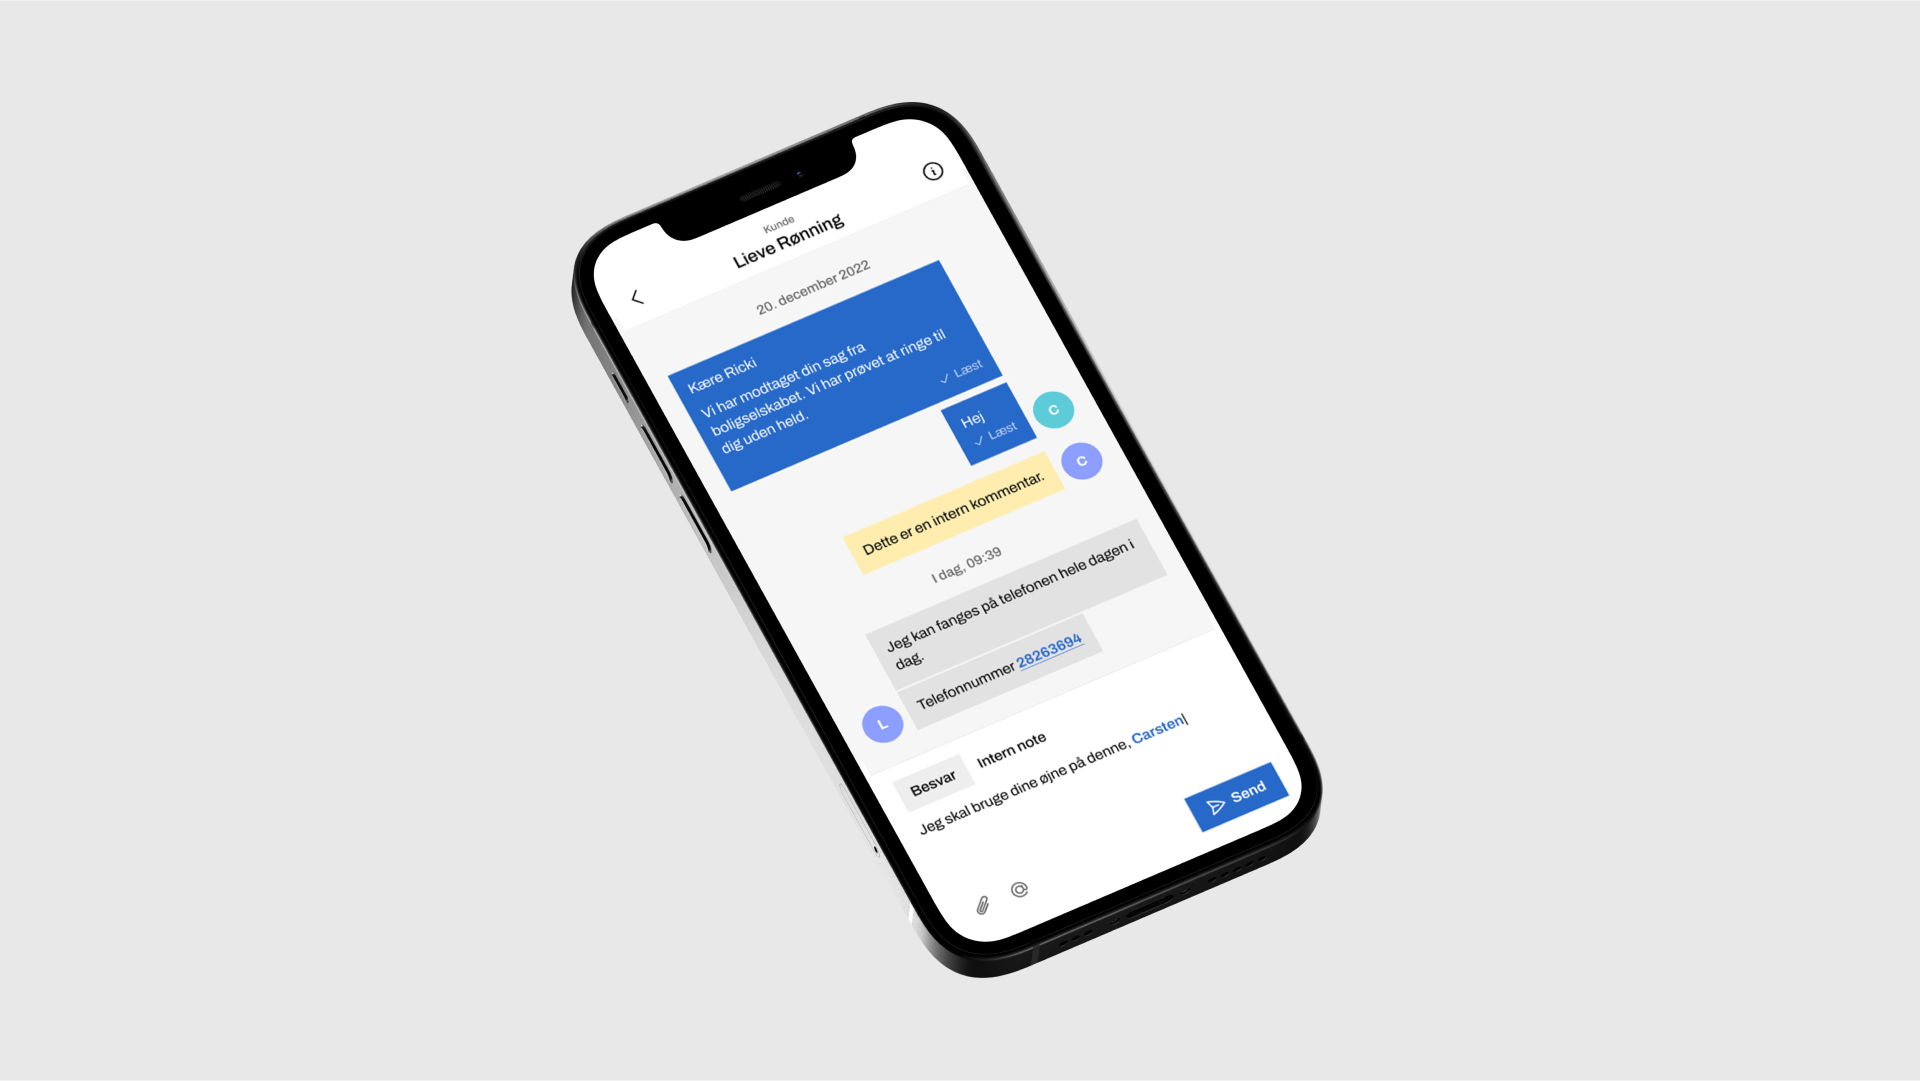 Kunde
Lieve Rønning
20. december 2022
Kære Ricki
Vi har modtaget din sag fra
boligselskabet. Vi har prøvet at ringe til
dig uden held.
Læst
Hej
Læst
C
Dette er en intern kommentar.
C
I dag, 09:39
Jeg kan fanges på telefonen hele dagen i
dag.
Telefonnummer 28263694
L
Besvar
Intern note
Jeg skal bruge dine øjne på denne, Carsten
Send